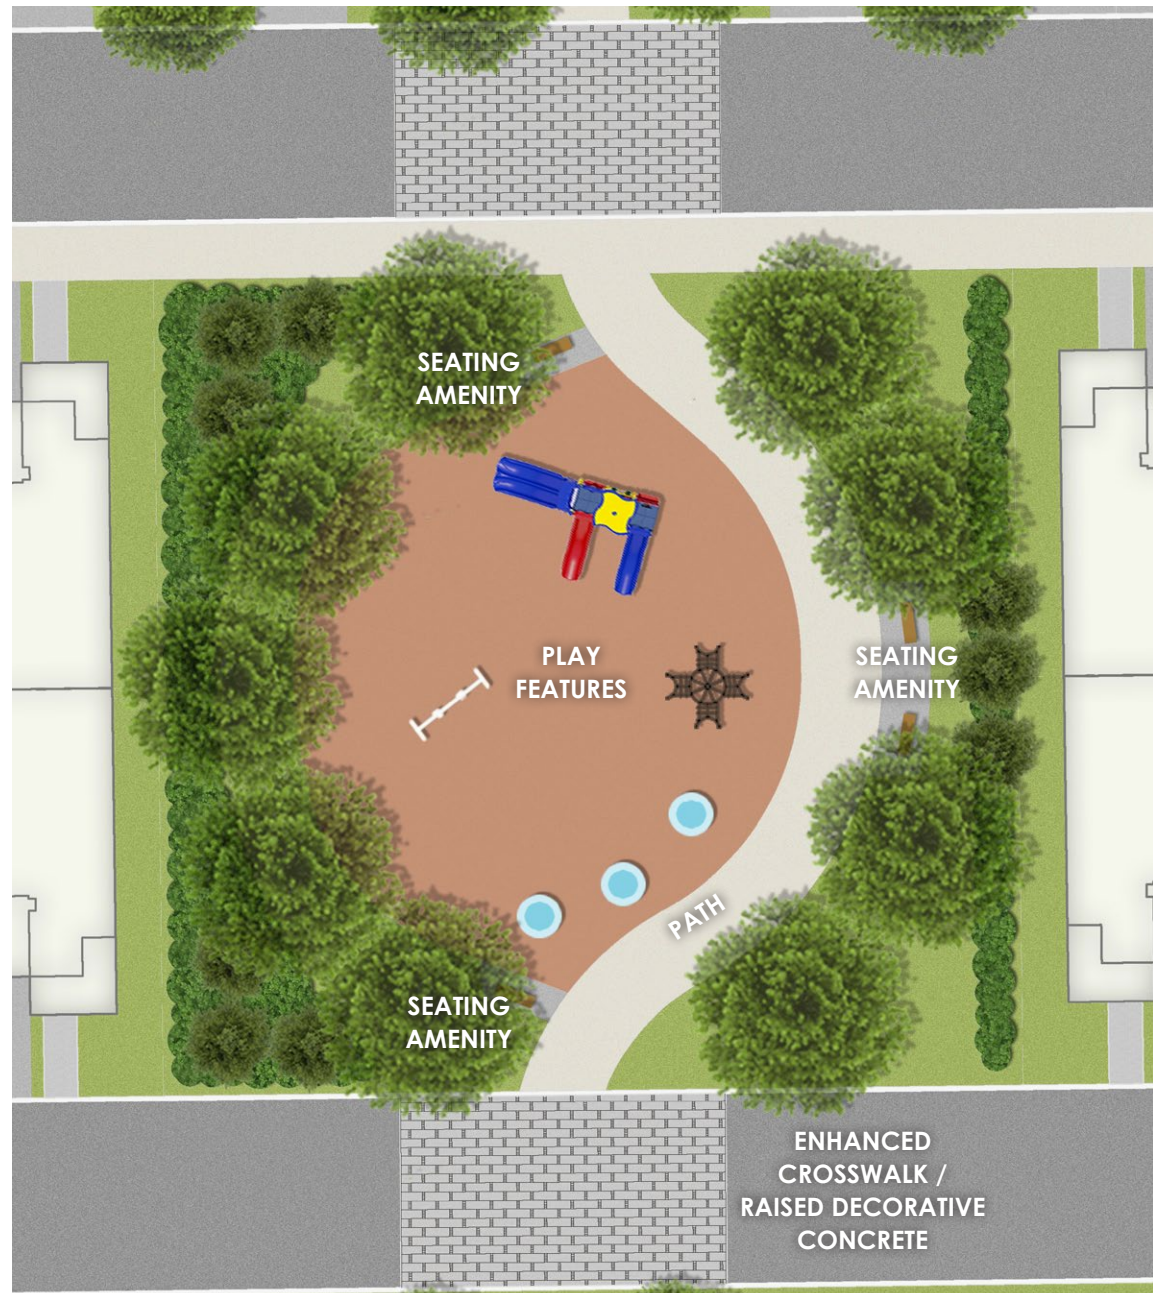 SEATING
AMENITY
PLAY
FEATURES
SEATING
AMENITY
PATH
SEATING
AMENITY
ENHANCED
CROSSWALK /
RAISED DECORATIVE
CONCRETE